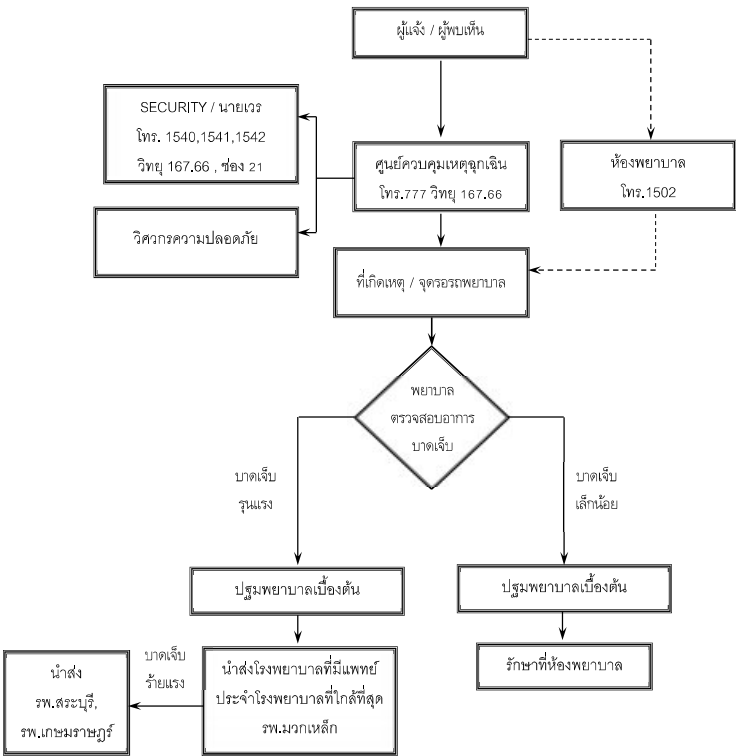 ผู้แจ้ง / ผู้พบเห็น
SECURITY / นายเวร
โทร. 1540,1541,1542
วิทยุ 167.66 , ช่อง 21
ศูนย์ควบคุมเหตุฉุกเฉิน
โทร.777 วิทยุ 167.66
ห้องพยาบาล
โทร.1502
วิศวกรความปลอดภัย
ที่เกิดเหตุ / จุดรอรถพยาบาล
พยาบาล
ตรวจสอบอาการ
บาดเจ็บ
บาดเจ็บ
รุนแรง
บาดเจ็บ
เล็กน้อย
ปฐมพยาบาลเบื้องต้น
ปฐมพยาบาลเบื้องต้น
นำส่ง
รพ.สระบุรี,
รพ.เกษมราษฎร์
บาดเจ็บ
ร้ายแรง
นำส่งโรงพยาบาลที่มีแพทย์
ประจำโรงพยาบาลที่ใกล้ที่สุด
รพ.มวกเหล็ก
รักษาที่ห้องพยาบาล